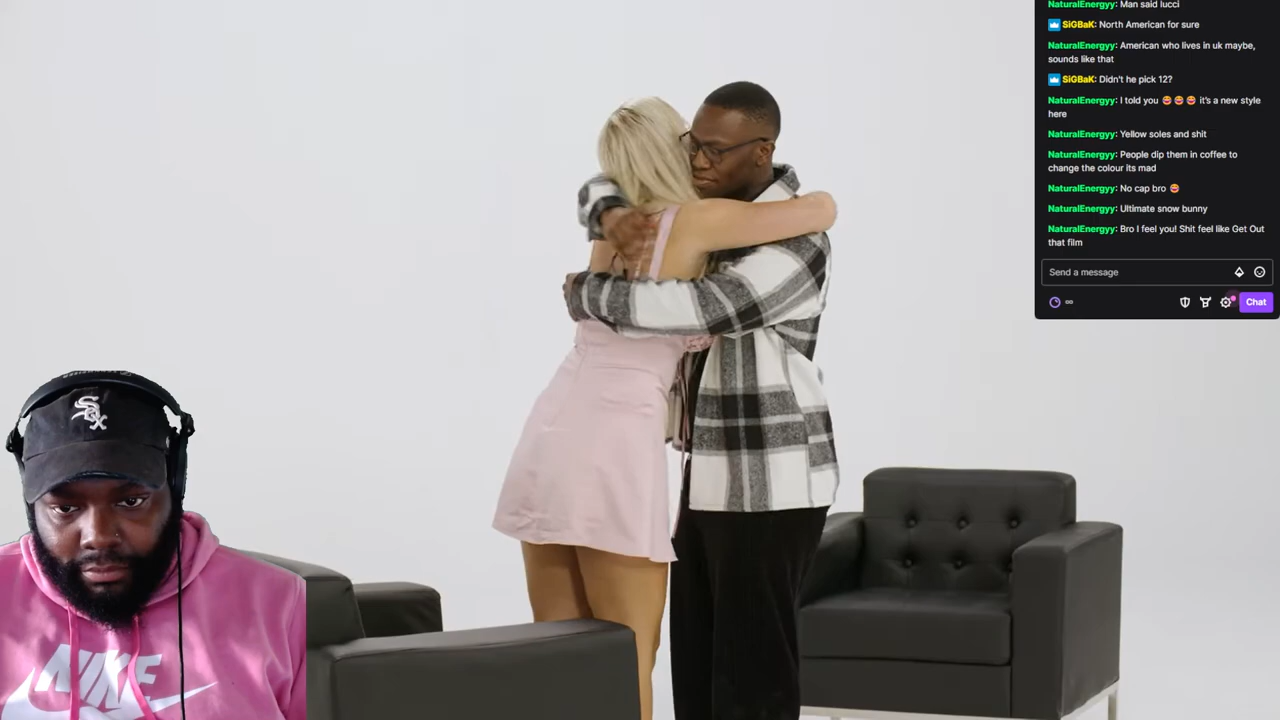 NaturalEnergyy: Man said lucci
SiGBaK: North American for sure
NaturalEnergyy: American who lives in uk maybe,
sounds like that
SiGBaK: Didn't he pick 12?
NaturalEnergyy: I told you 😂 😂 😂 it's a new style
here
NaturalEnergyy: Yellow soles and shit
NaturalEnergyy: People dip them in coffee to
change the colour its mad
NaturalEnergyy: No cap bro 😂
NaturalEnergyy: Ultimate snow bunny
NaturalEnergyy: Bro I feel you! Shit feel like Get Out
that film
Send a message
Chat
SOX
NIKE